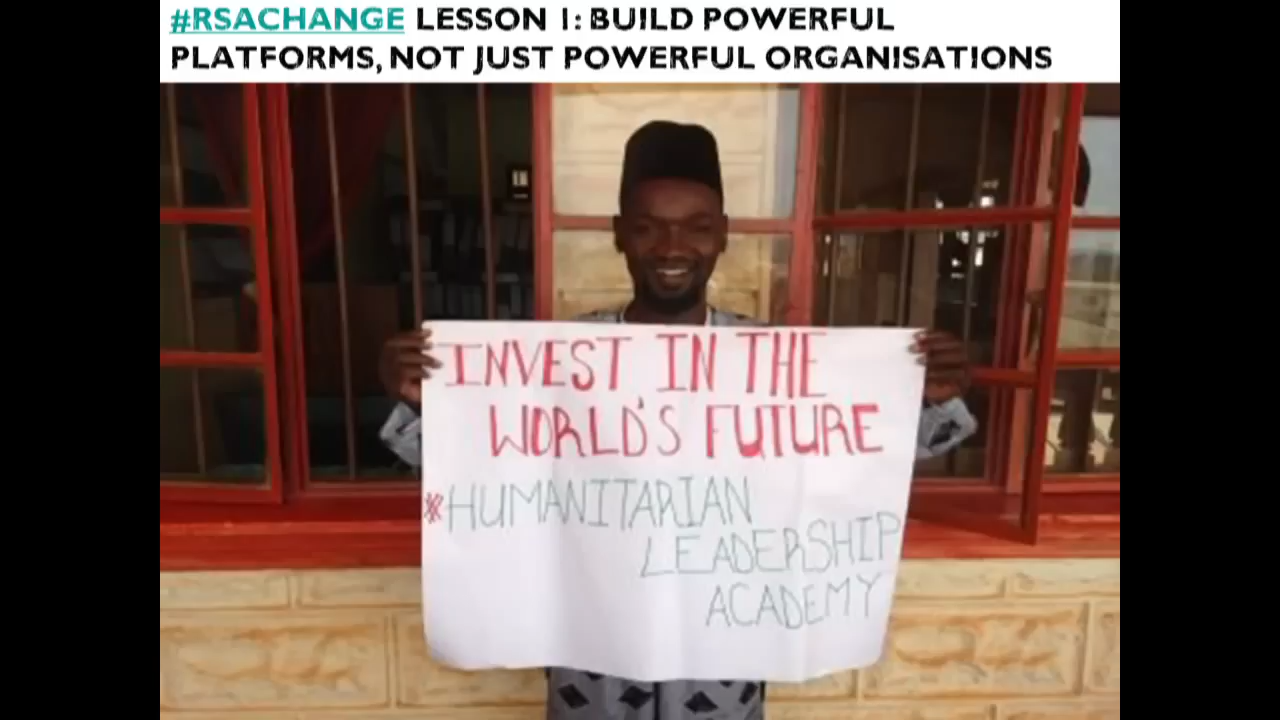 #RSACHANGE LESSON 1: BUILD POWERFUL
PLATFORMS, NOT JUST POWERFUL ORGANISATIONS
INVEST IN THE
WORLD'S FUTURE
#HUMANITARIAN
LEADERSHIP
ACADEMY